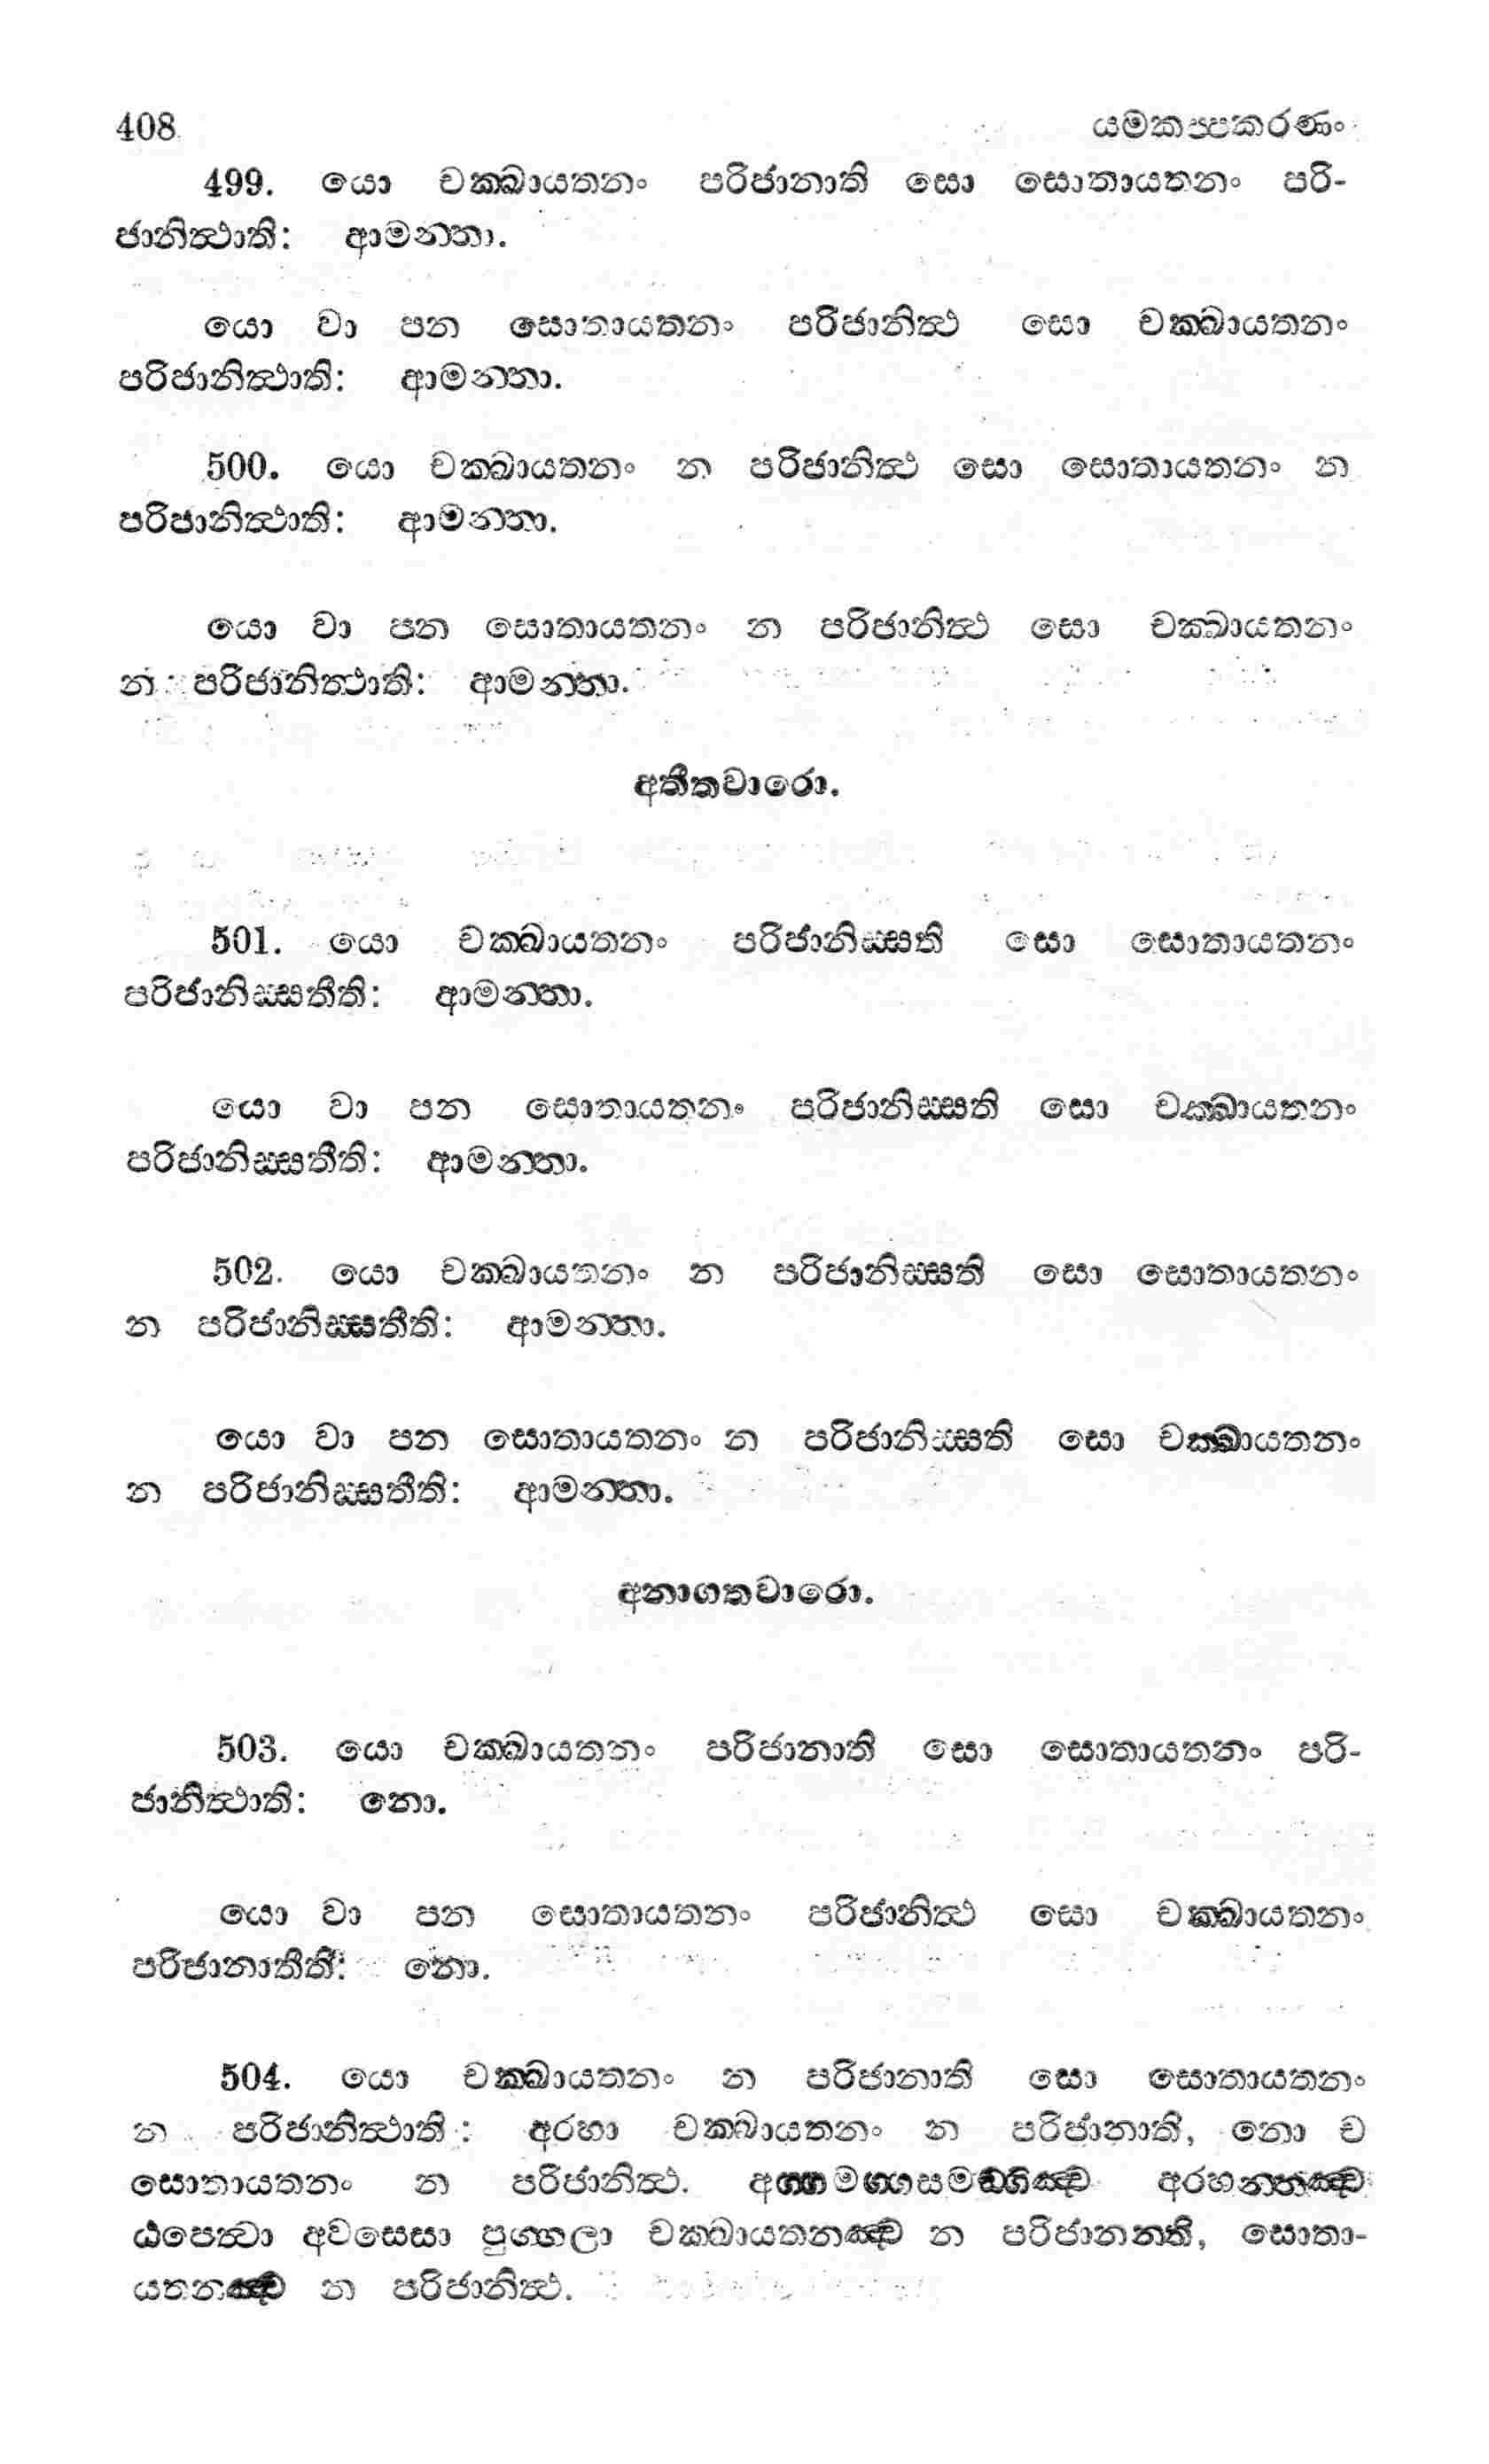 408 යමකප්පකරණං
499. යො චක්ඛායතනං පරිජානාති සො සොතායතනං පරි-
ජානිත්ථාති: ආමන්තා.
යො වා පන සොතායතනං පරිජානිත්ථ සො චක්ඛායතනං
පරිජානිත්ථාති: ආමන්තා.
500. යො චක්ඛායතනං න පරිජානිත්ථ සො සොතායතනං න
පරිජානිත්ථාති: ආමන්තා.
යො වා පන සොතායතනං න පරිජානිත්ථ සො චක්ඛායතනං
න පරිජානිත්ථාති: ආමන්තා.
අතීතවාරො.
501. යො චක්ඛායතනං පරිජානිස්සති සො සොතායතනං
පරිජානිස්සතීති: ආමන්තා.
යො වා පන සොතායතනං පරිජානිස්සති සො චක්ඛායතනං
පරිජානිස්සතීති: ආමන්තා.
502. යො චක්ඛායතනං න පරිජානිස්සති සො සොතායතනං
න පරිජානිස්සතීති: ආමන්තා.
යො වා පන සොතායතනං න පරිජානිස්සති සො චක්ඛායතනං
න පරිජානිස්සතීති: ආමන්තා.
අනාගතවාරො.
503. යො චක්ඛායතනං පරිජානාති සො සොතායතනං පරි-
ජානිත්ථාති: නො.
යො වා පන සොතායතනං පරිජානිත්ථ සො චක්ඛායතනං
පරිජානාතීති: නො.
504. යො චක්ඛායතනං න පරිජානාති සො සොතායතනං
න පරිජානිත්ථාති: අරහා චක්ඛායතනං න පරිජානාති, නො ච
සොතායතනං න පරිජානිත්ථ. අග්ගමග්ගසමඞ්ගිඤ්ච අරහන්තඤ්ච
ඨපෙත්වා අවසෙසා පුග්ගලා චක්ඛායතනඤ්ච න පරිජානන්ති, සොතා-
යතනඤ්ච න පරිජානිත්ථ.